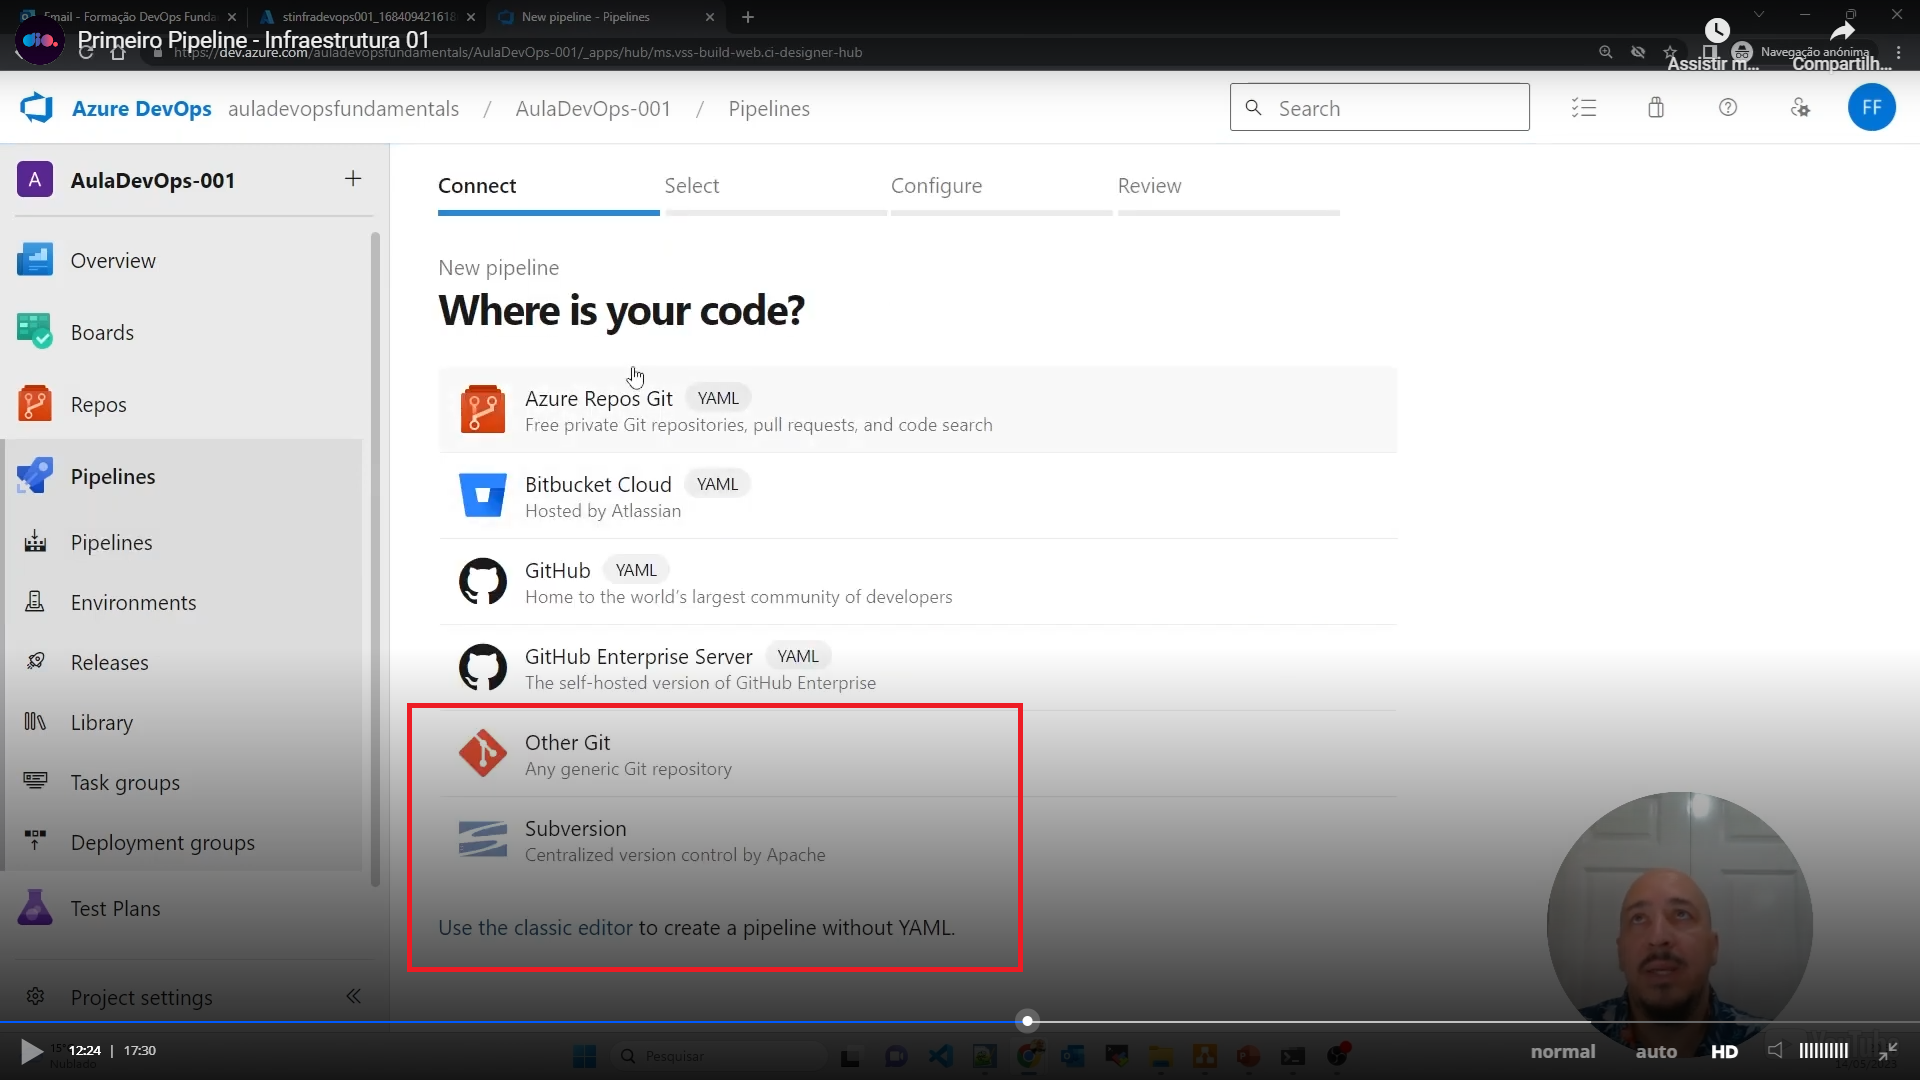 Email - Formação DevOps Funda
stinfradevops001_16840942161
New pipeline - Pipelines
dio.
Primeiro Pipeline - Infraestrutura 01
https://dev.azure.com/auladevopsfundamentals/AulaDevOps-001/_apps/hub/ms.vss-build-web.ci-designer-hub
Navegação anónima
Assistir m...
Compartilh...
Azure DevOps
auladevopsfundamentals / AulaDevOps-001 / Pipelines
Search
FF
A
AulaDevOps-001
Overview
Boards
Repos
Pipelines
Pipelines
Environments
Releases
Library
Task groups
Deployment groups
Test Plans
Project settings
Connect
Select
Configure
Review
New pipeline
Where is your code?
Azure Repos Git YAML
Free private Git repositories, pull requests, and code search
Bitbucket Cloud YAML
Hosted by Atlassian
GitHub YAML
Home to the world's largest community of developers
GitHub Enterprise Server YAML
The self-hosted version of GitHub Enterprise
Other Git
Any generic Git repository
Subversion
Centralized version control by Apache
Use the classic editor to create a pipeline without YAML.
12:24 | 17:30
15°
Nublado
Pesquisar
normal
auto
HD
14/05/2023